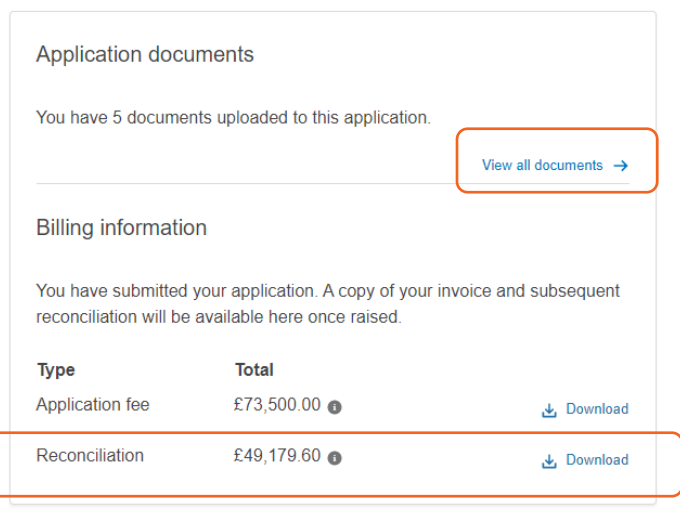 Application documents
You have 5 documents uploaded to this application.
View all documents →
Billing information
You have submitted your application. A copy of your invoice and subsequent
reconciliation will be available here once raised.
Type Total
Application fee £73,500.00 Download
Reconciliation £49,179.60 Download